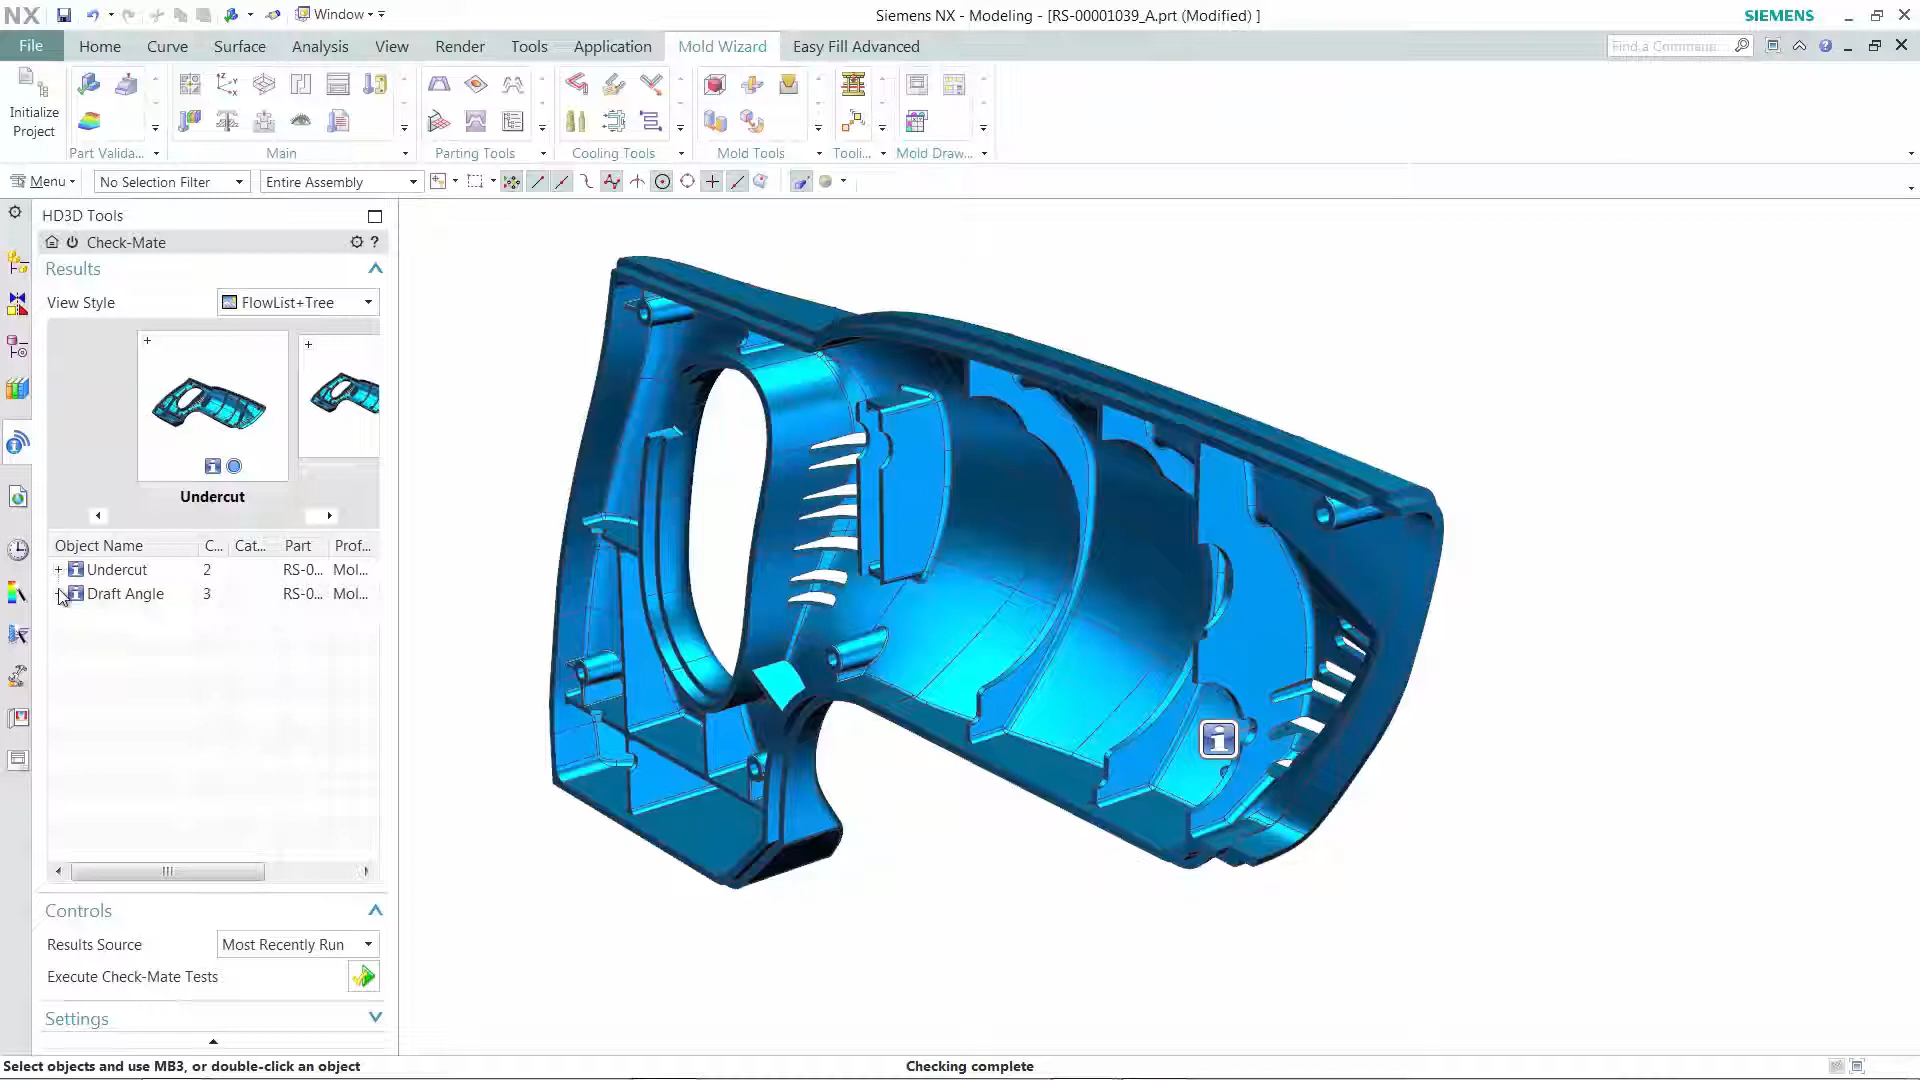 NX Window Siemens NX - Modeling - [RS-00001039_A.prt (Modified) ] SIEMENS
File Home Curve Surface Analysis View Render Tools Application Mold Wizard Easy Fill Advanced Find a Command
Initialize
Project
Part Valida... Main Parting Tools Cooling Tools Mold Tools Tooli... Mold Draw...
Menu No Selection Filter Entire Assembly
HD3D Tools
Check-Mate
Results
View Style FlowList+Tree
Undercut
Object Name C... Cat... Part Prof...
Undercut 2 RS-0... Mol...
Draft Angle 3 RS-0... Mol...
Controls
Results Source Most Recently Run
Execute Check-Mate Tests
Settings
Select objects and use MB3, or double-click an object Checking complete